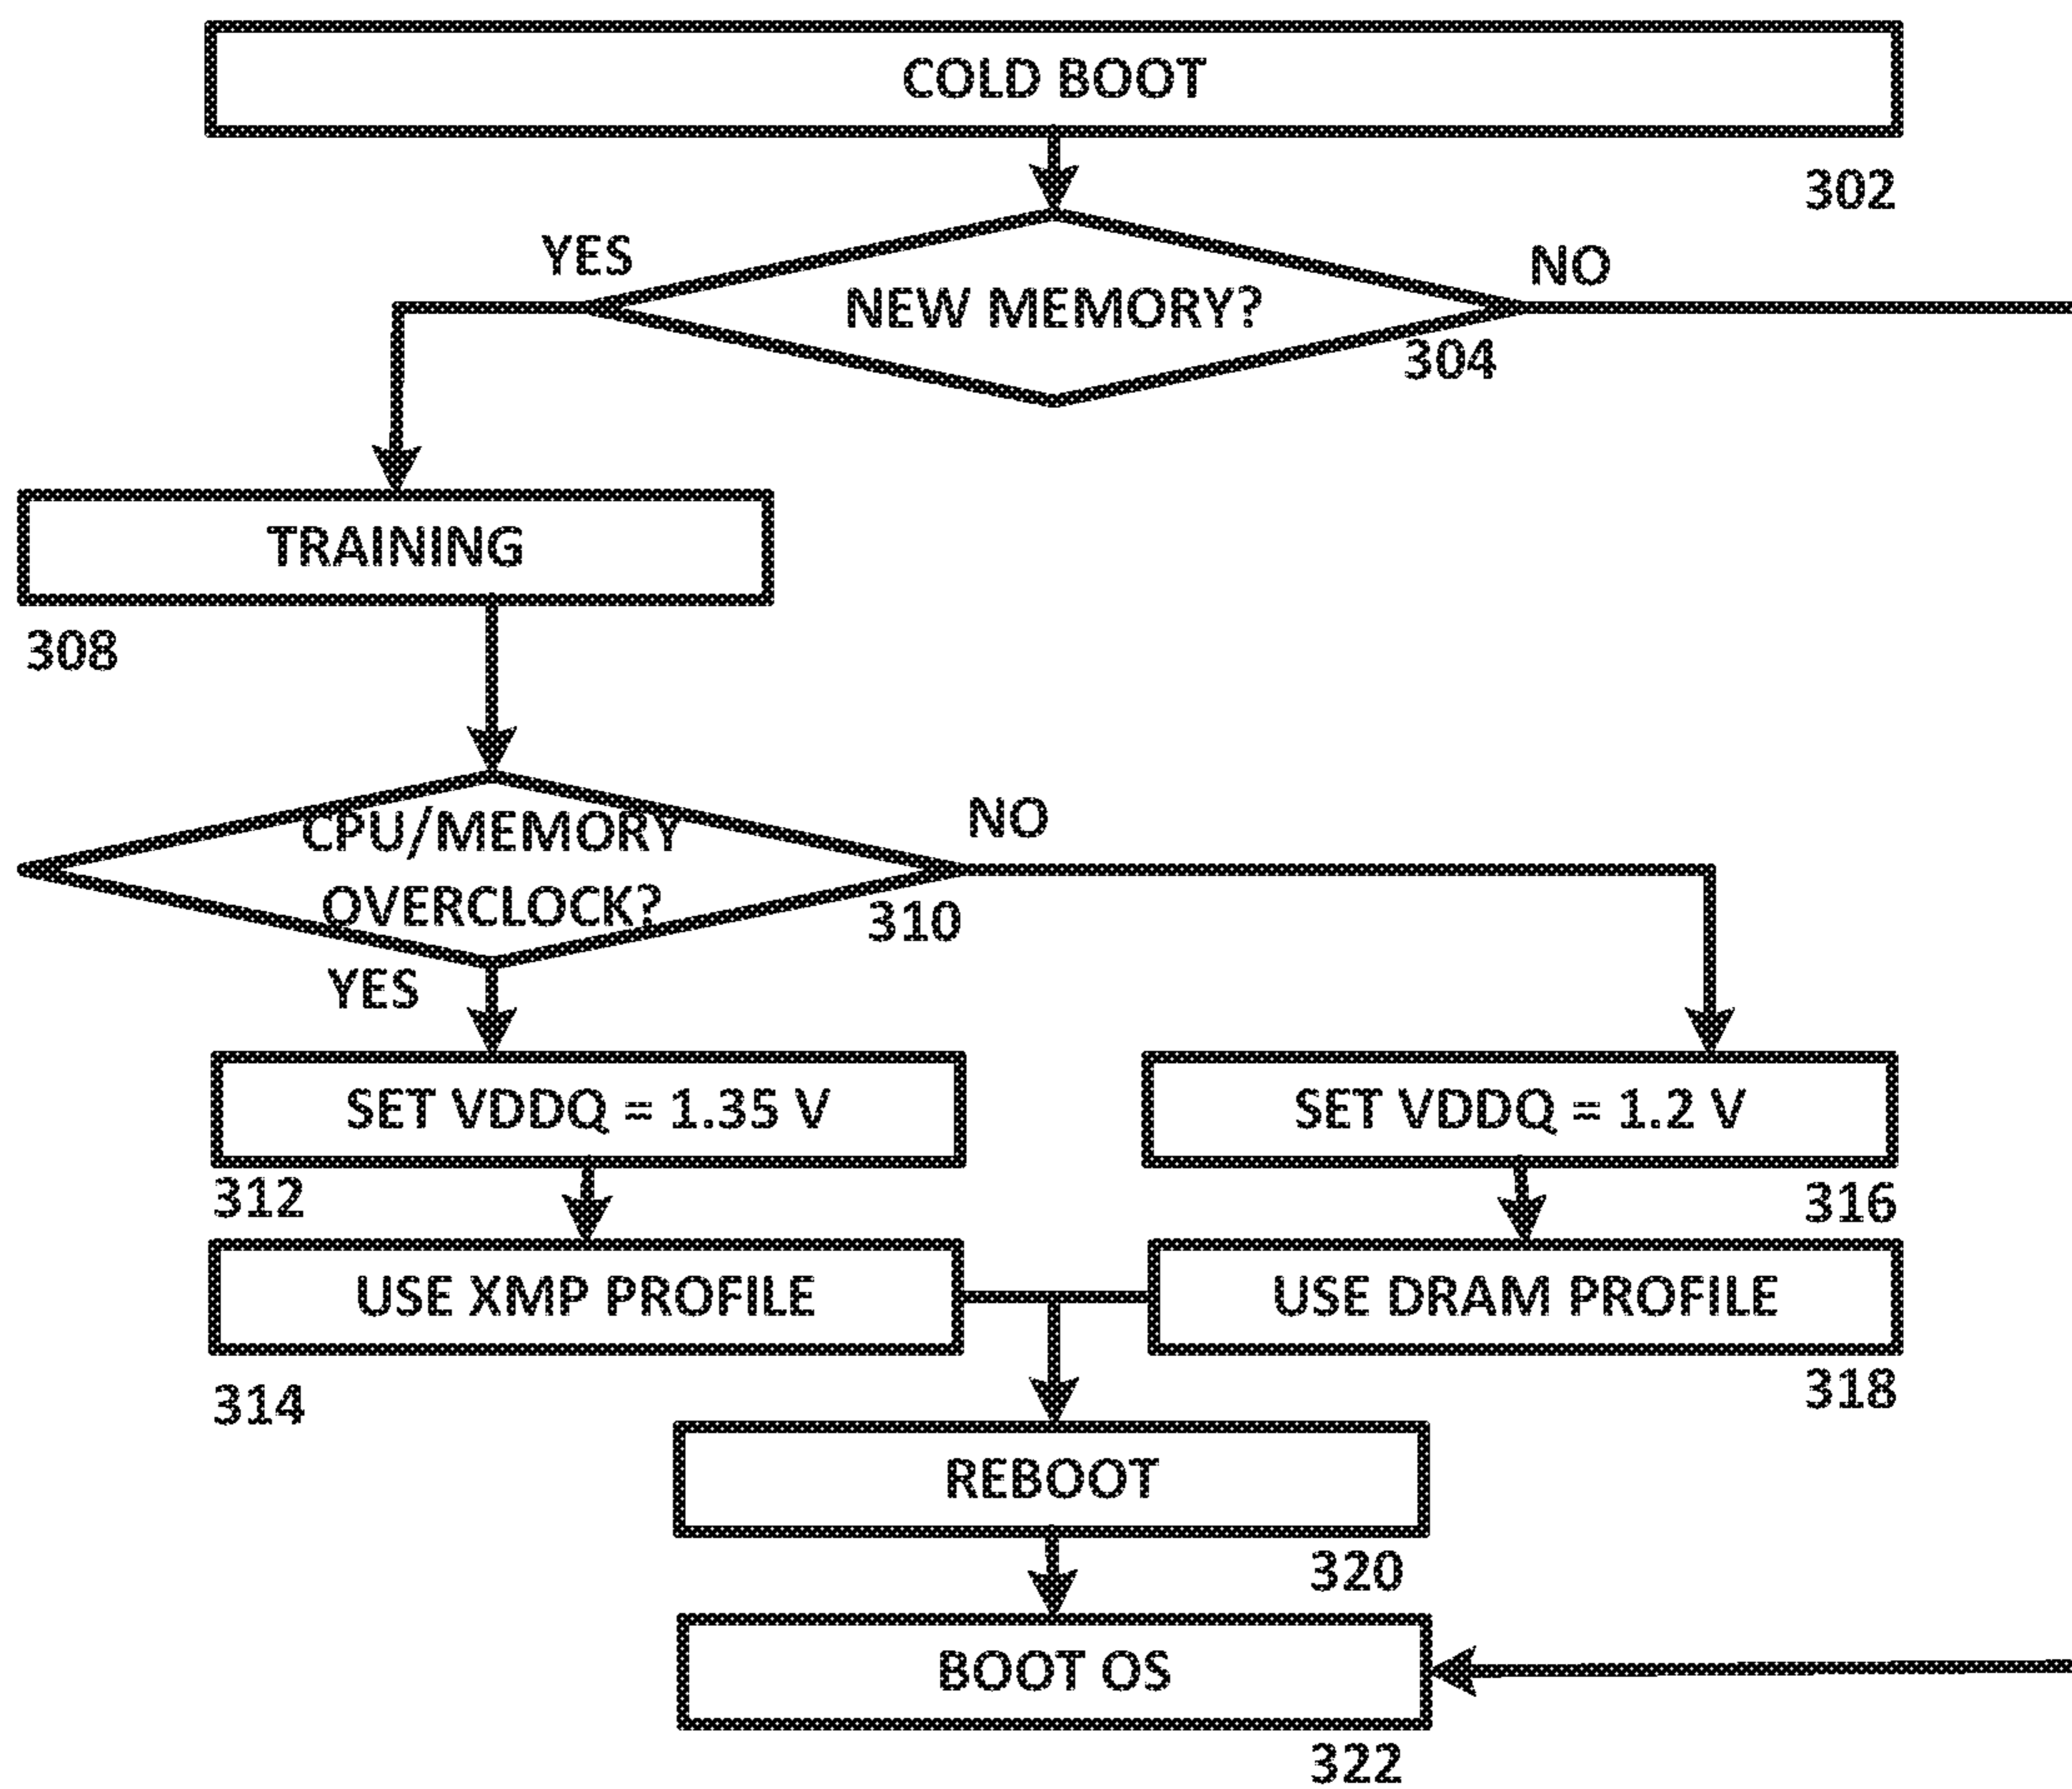 COLD BOOT
302
YES
NO
NEW MEMORY?
304
TRAINING
308
CPU/MEMORY
OVERCLOCK?
NO
310
YES
SET VDDQ = 1.35 V
SET VDDQ = 1.2 V
312
316
USE XMP PROFILE
USE DRAM PROFILE
314
318
REBOOT
320
BOOT OS
322